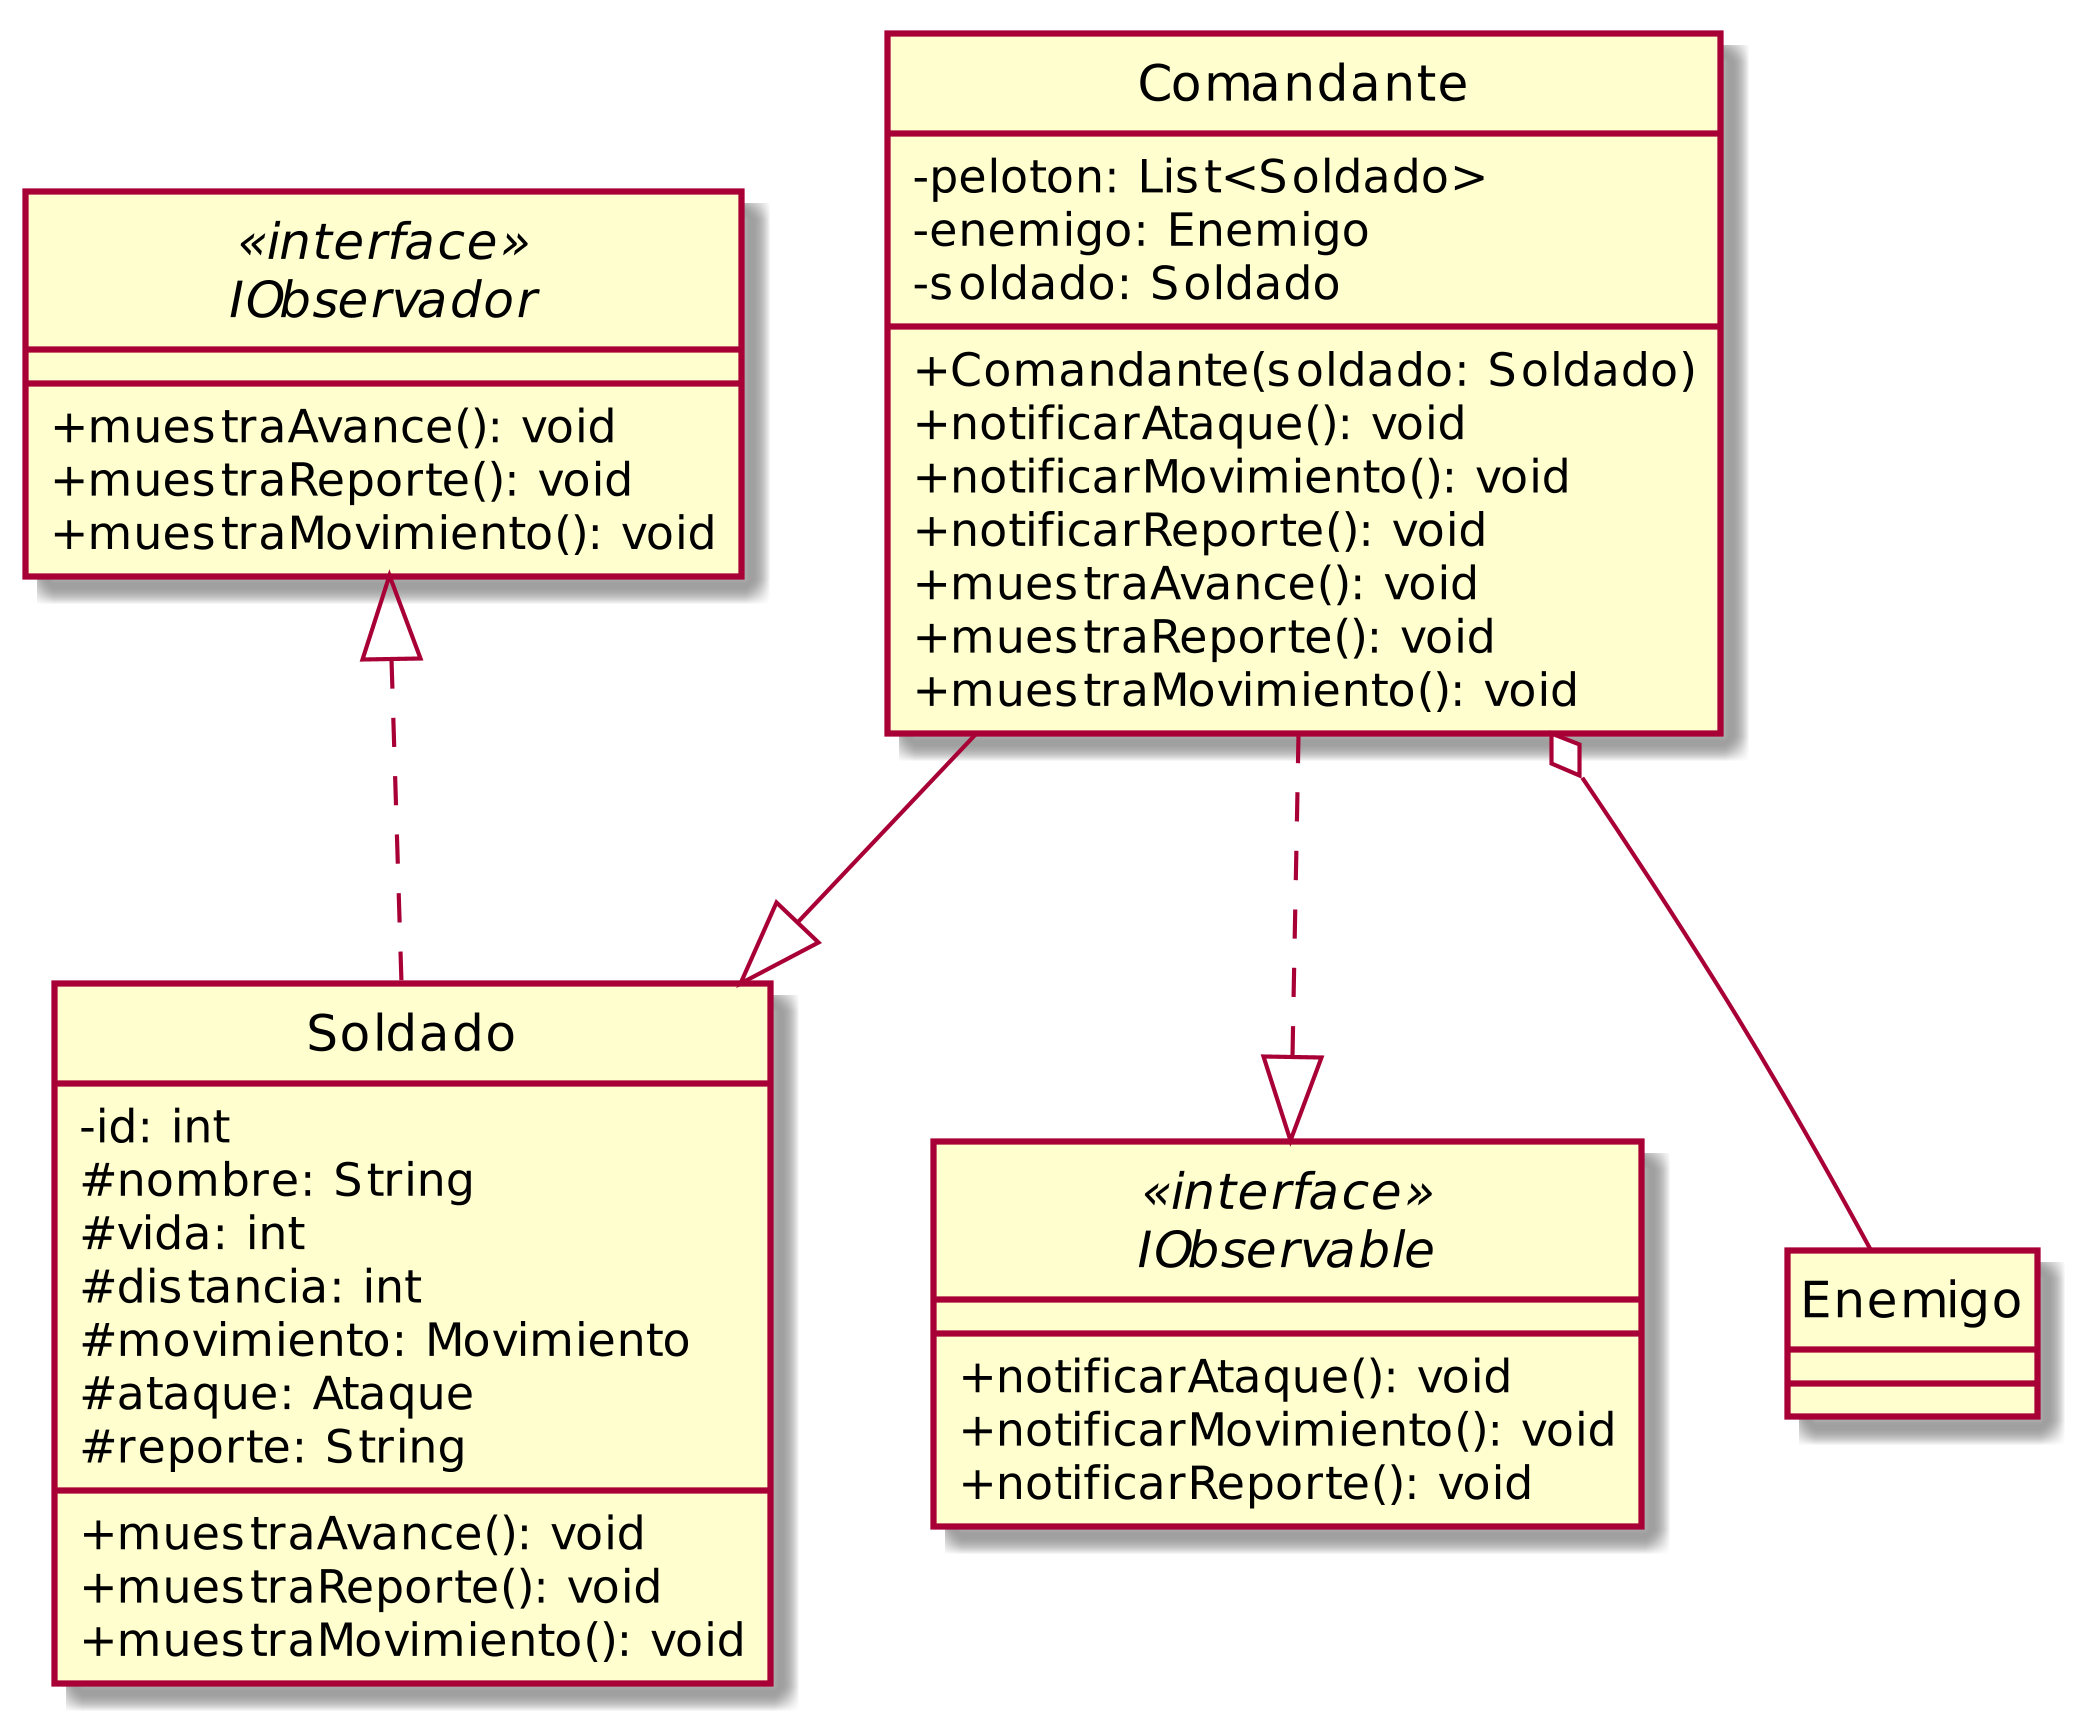 Comandante
-peloton: List<Soldado>
-enemigo: Enemigo
-soldado: Soldado
+Comandante(soldado: Soldado)
+notificarAtaque(): void
+notificarMovimiento(): void
+notificarReporte(): void
+muestraAvance(): void
+muestraReporte(): void
+muestraMovimiento(): void
«interface»
IObservador
+muestraAvance(): void
+muestraReporte(): void
+muestraMovimiento(): void
Soldado
-id: int
#nombre: String
#vida: int
#distancia: int
#movimiento: Movimiento
#ataque: Ataque
#reporte: String
+muestraAvance(): void
+muestraReporte(): void
+muestraMovimiento(): void
«interface»
IObservable
+notificarAtaque(): void
+notificarMovimiento(): void
+notificarReporte(): void
Enemigo